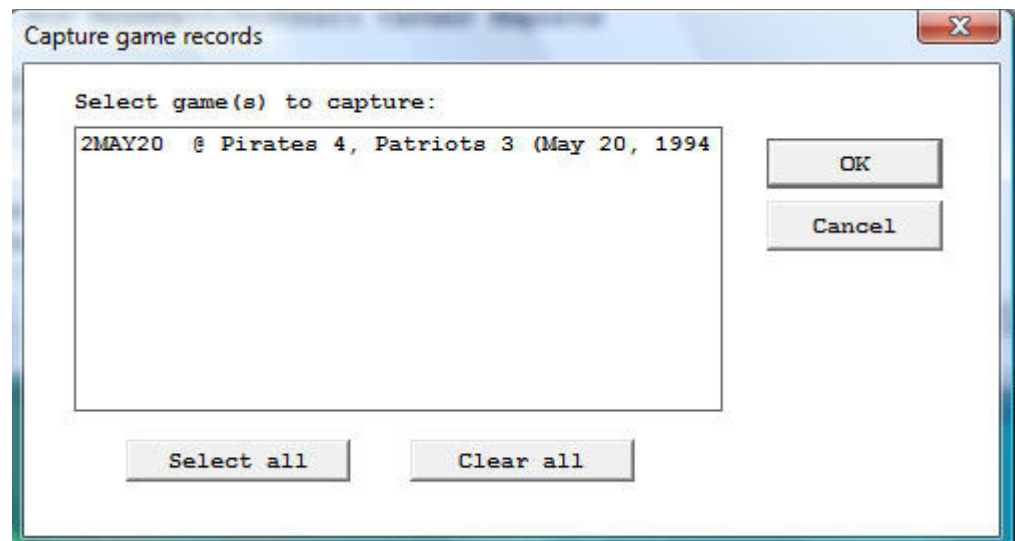 Capture game records
Select game(s) to capture:
2MAY20 @ Pirates 4, Patriots 3 (May 20, 1994
OK
Cancel
Select all
Clear all